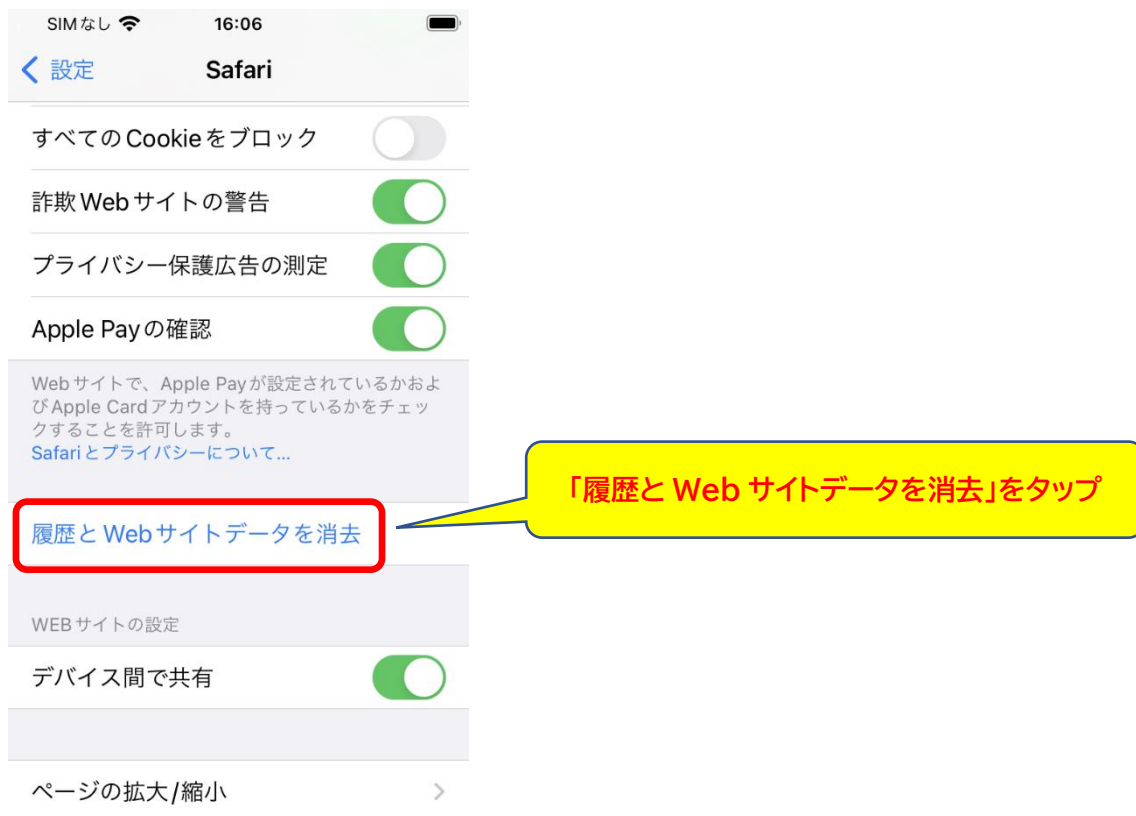 SIMなし 16:06
設定 Safari
すべてのCookieをブロック
詐欺Webサイトの警告
プライバシー保護広告の測定
Apple Payの確認
Webサイトで、Apple Payが設定されているかおよ
びApple Cardアカウントを持っているかをチェッ
クすることを許可します。
Safariとプライバシーについて...
履歴とWebサイトデータを消去
「履歴と Web サイトデータを消去」をタップ
WEBサイトの設定
デバイス間で共有
ページの拡大/縮小